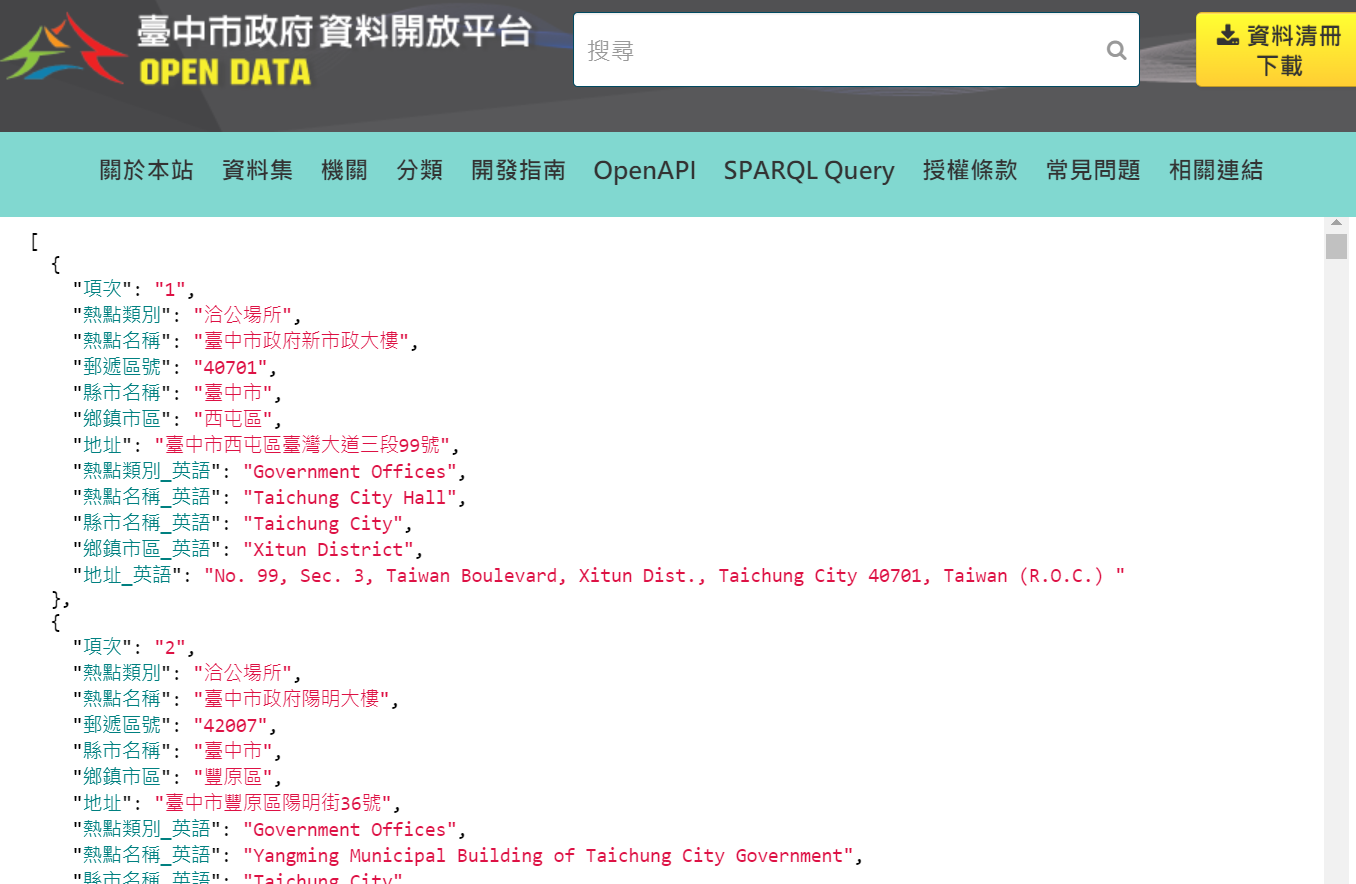 臺中市政府資料開放平台
OPEN DATA
搜尋
資料清冊
下載
關於本站 資料集 機關 分類 開發指南 OpenAPI SPARQL Query 授權條款 常見問題 相關連結
[
{
"項次": "1",
"熱點類別": "洽公場所",
"熱點名稱": "臺中市政府新市政大樓",
"郵遞區號": "40701",
"縣市名稱": "臺中市",
"鄉鎮市區": "西屯區",
"地址": "臺中市西屯區臺灣大道三段99號",
"熱點類別_英語": "Government Offices",
"熱點名稱_英語": "Taichung City Hall",
"縣市名稱_英語": "Taichung City",
"鄉鎮市區_英語": "Xitun District",
"地址_英語": "No. 99, Sec. 3, Taiwan Boulevard, Xitun Dist., Taichung City 40701, Taiwan (R.O.C.) "
},
{
"項次": "2",
"熱點類別": "洽公場所",
"熱點名稱": "臺中市政府陽明大樓",
"郵遞區號": "42007",
"縣市名稱": "臺中市",
"鄉鎮市區": "豐原區",
"地址": "臺中市豐原區陽明街36號",
"熱點類別_英語": "Government Offices",
"熱點名稱_英語": "Yangming Municipal Building of Taichung City Government",
"縣市名稱_英語": "Taichung City"